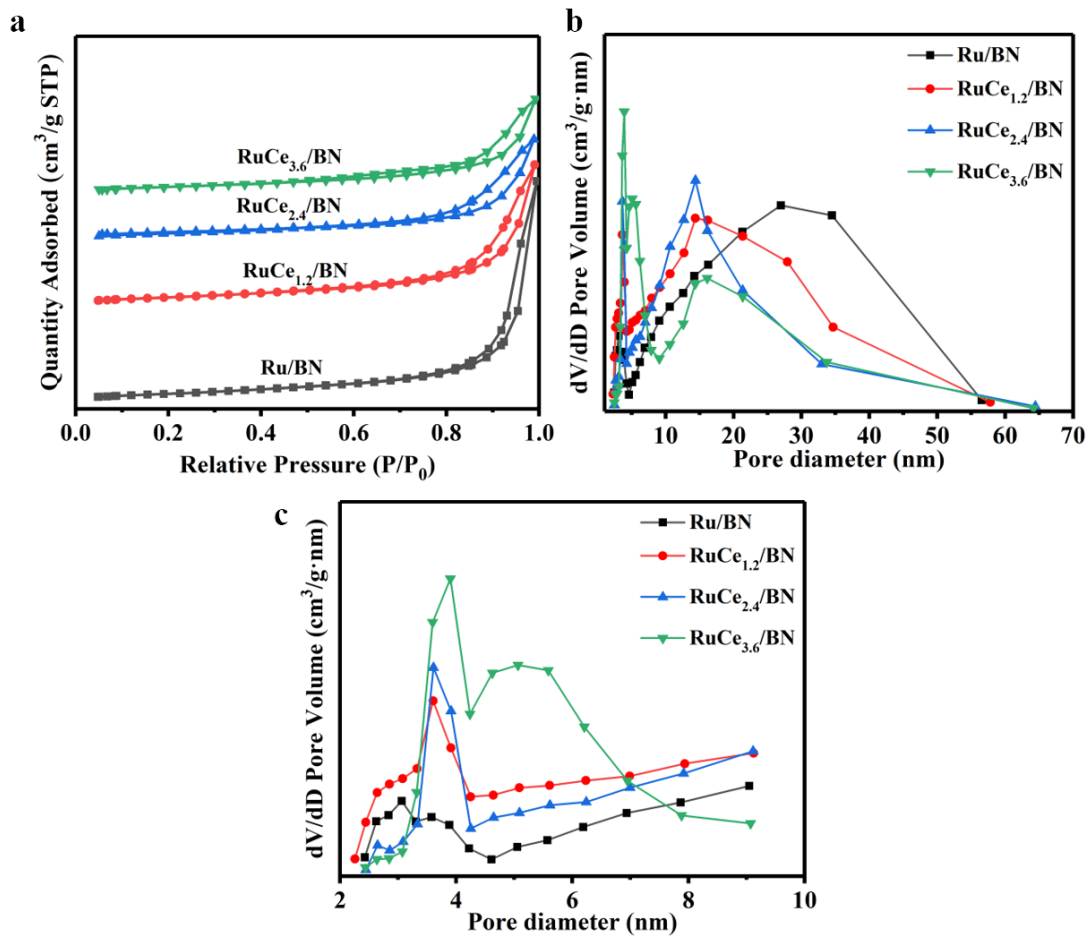 a
Quantity Adsorbed (cm³/g STP)
RuCe₃.₆/BN
RuCe₂.₄/BN
RuCe₁.₂/BN
Ru/BN
0.0 0.2 0.4 0.6 0.8 1.0
Relative Pressure (P/P₀)
b
dV/dD Pore Volume (cm³/g·nm)
Ru/BN
RuCe₁.₂/BN
RuCe₂.₄/BN
RuCe₃.₆/BN
10 20 30 40 50 60 70
Pore diameter (nm)
c
dV/dD Pore Volume (cm³/g·nm)
Ru/BN
RuCe₁.₂/BN
RuCe₂.₄/BN
RuCe₃.₆/BN
2 4 6 8 10
Pore diameter (nm)